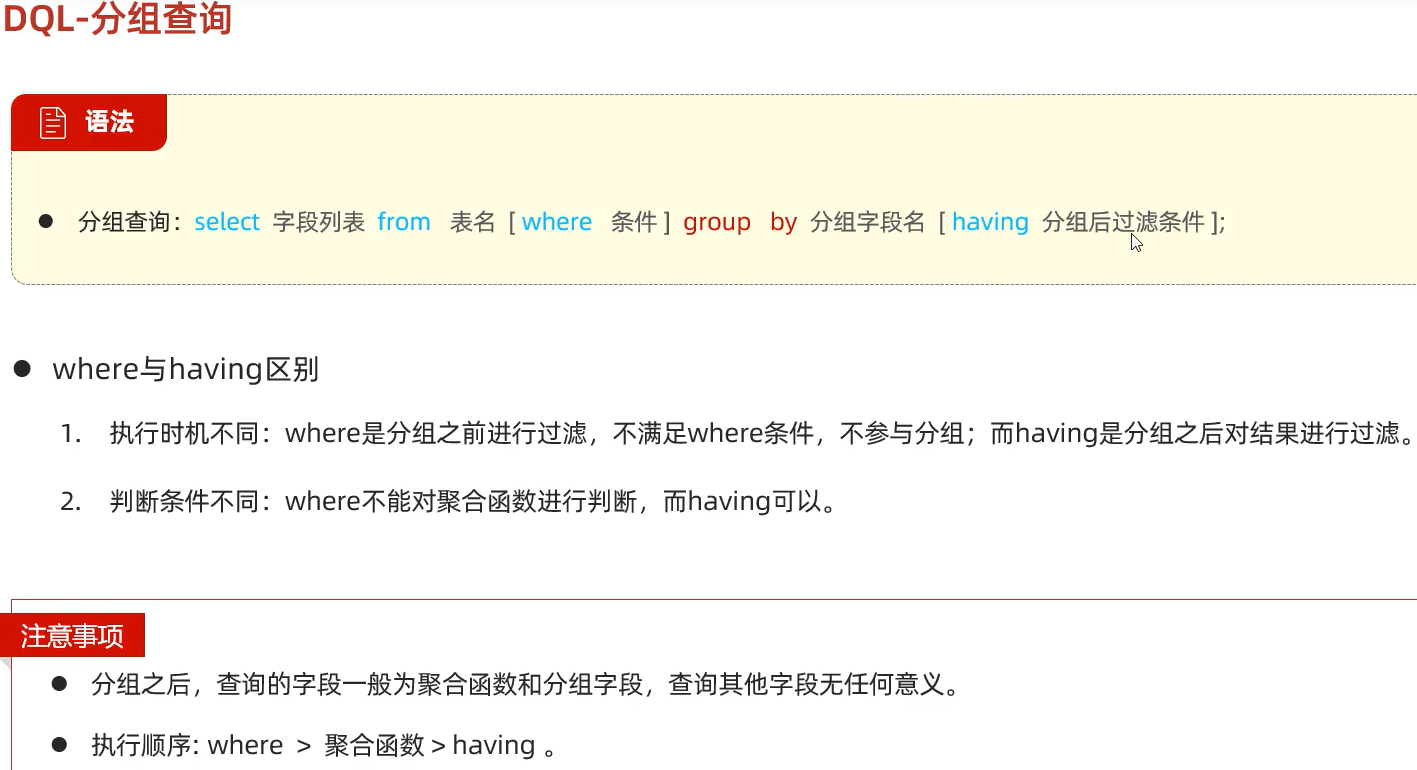 DQL-分组查询
语法
● 分组查询：select 字段列表 from 表名 [ where 条件 ] group by 分组字段名 [ having 分组后过滤条件 ];
● where与having区别
1. 执行时机不同：where是分组之前进行过滤，不满足where条件，不参与分组；而having是分组之后对结果进行过滤。
2. 判断条件不同：where不能对聚合函数进行判断，而having可以。
注意事项
● 分组之后，查询的字段一般为聚合函数和分组字段，查询其他字段无任何意义。
● 执行顺序: where > 聚合函数 > having 。